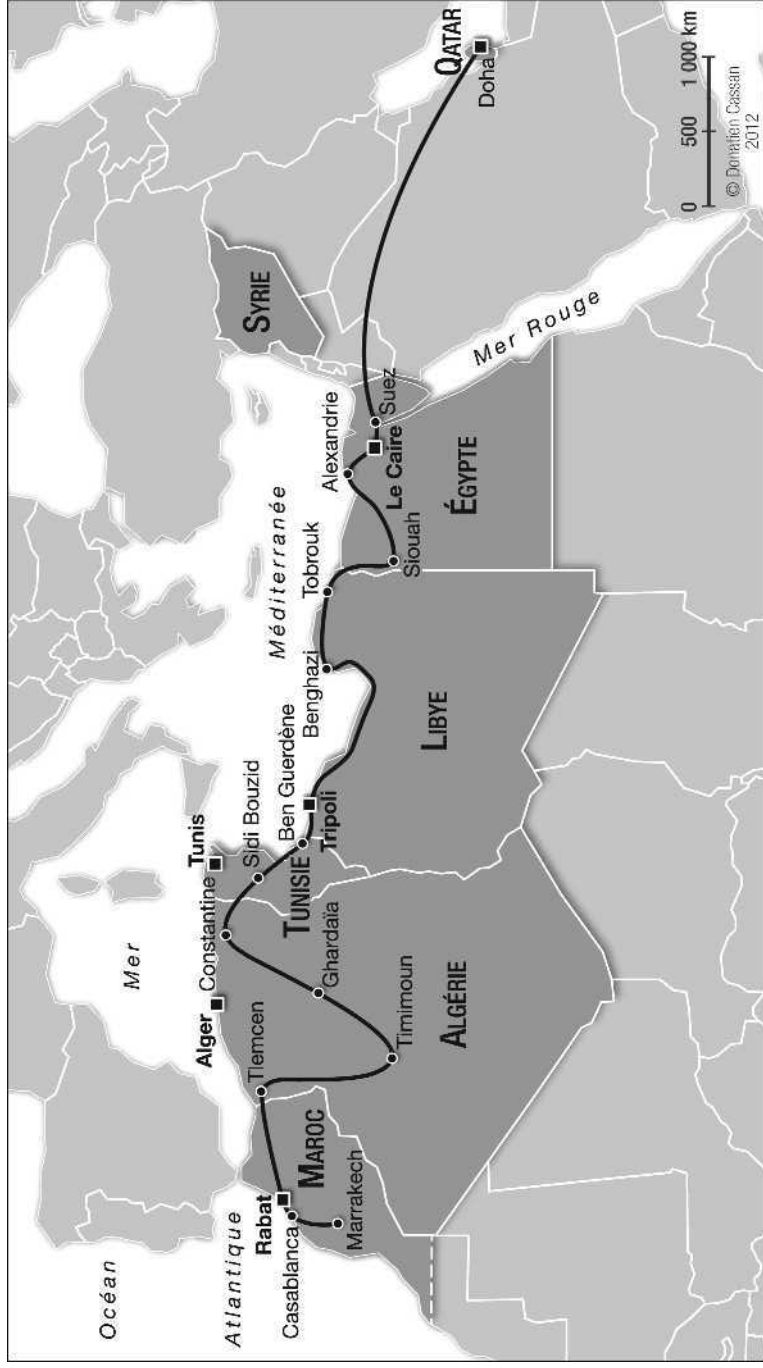 Océan
Atlantique
Mer
Méditerranée
Mer Rouge
MAROC
Rabat
Casablanca
Marrakech
ALGÉRIE
Alger
Tlemcen
Constantine
Ghardaïa
Timimoun
TUNISIE
Tunis
Sidi Bouzid
Ben Guerdène
LIBYE
Tripoli
Benghazi
Tobrouk
ÉGYPTE
Siouah
Alexandrie
Le Caire
Suez
SYRIE
QATAR
Doha
0 500 1 000 km
© Donatien Cassan
2012